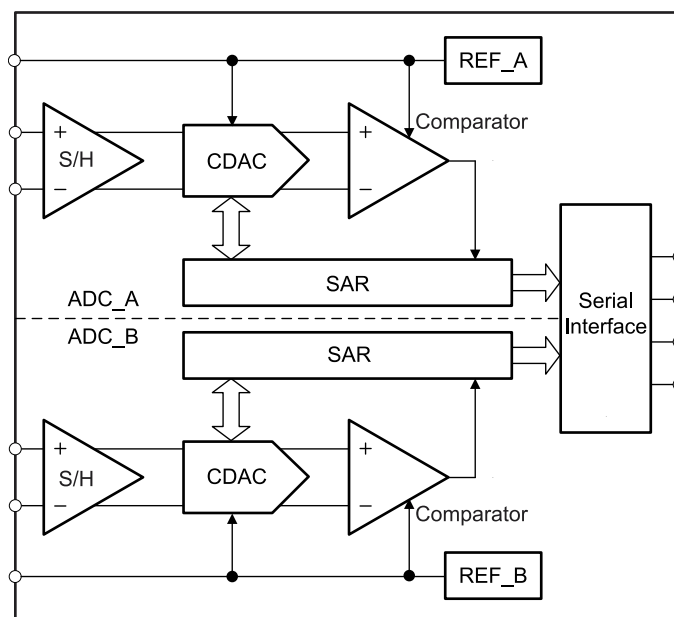 REF_A
Comparator
+
S/H
−
CDAC
+
−
SAR
ADC_A
ADC_B
Serial
Interface
SAR
+
S/H
−
CDAC
+
−
Comparator
REF_B